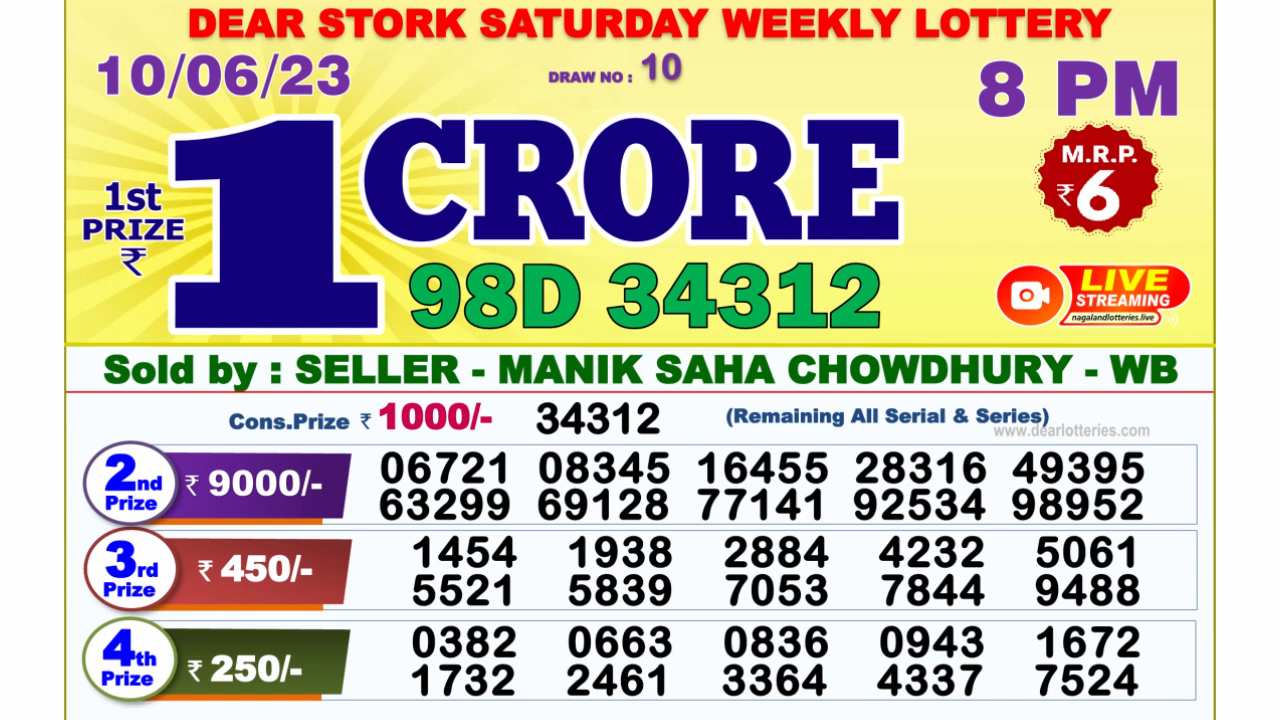 DEAR STORK SATURDAY WEEKLY LOTTERY
10/06/23 DRAW NO : 10 8 PM
1st PRIZE ₹ 1 CRORE
M.R.P. ₹ 6
98D 34312
LIVE STREAMING
nagalandlotteries.live
Sold by : SELLER - MANIK SAHA CHOWDHURY - WB
Cons.Prize ₹ 1000/- 34312 (Remaining All Serial & Series)
www.dearlotteries.com
2nd Prize ₹ 9000/-
06721 08345 16455 28316 49395
63299 69128 77141 92534 98952
3rd Prize ₹ 450/-
1454 1938 2884 4232 5061
5521 5839 7053 7844 9488
4th Prize ₹ 250/-
0382 0663 0836 0943 1672
1732 2461 3364 4337 7524